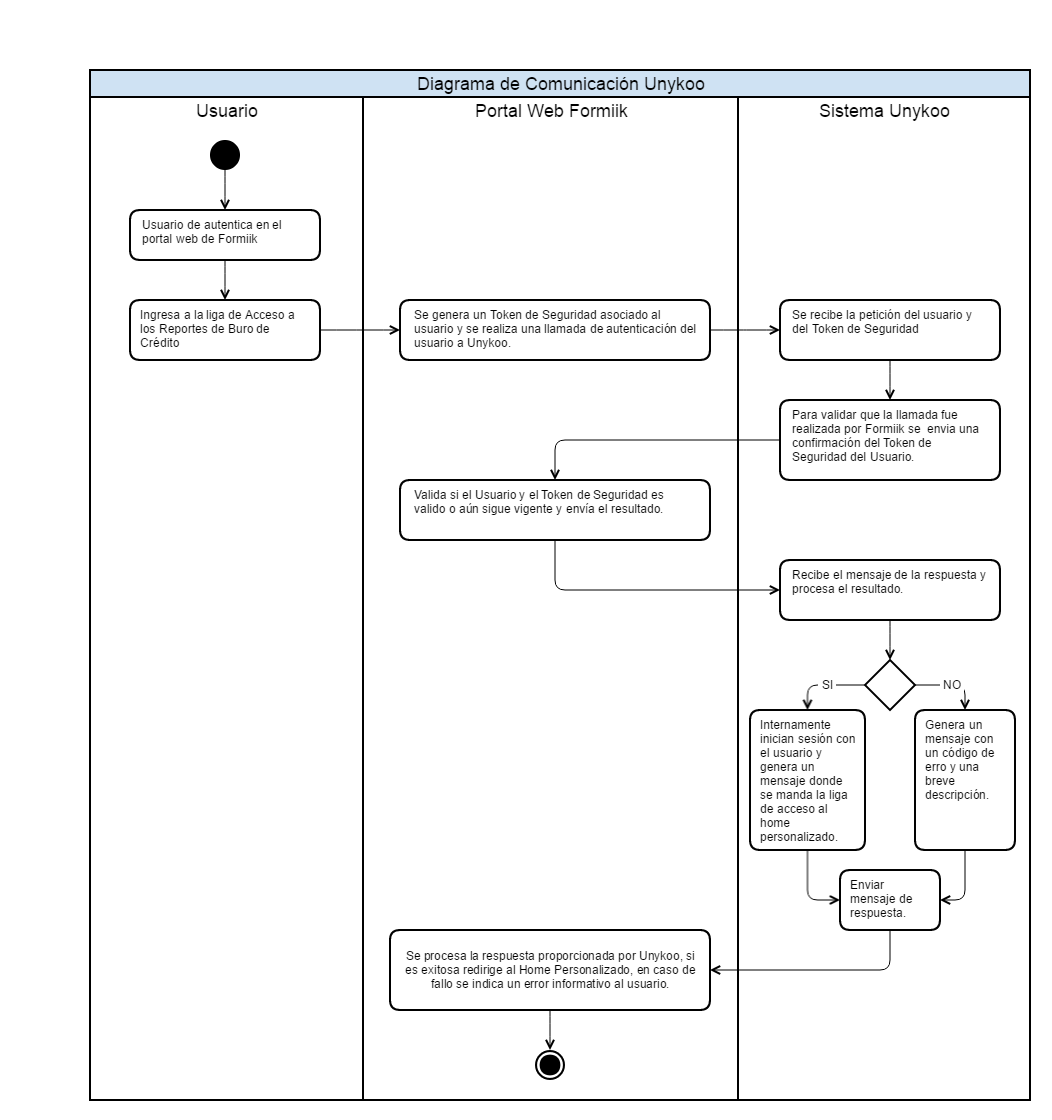 Diagrama de Comunicación Unykoo
Usuario
Portal Web Formiik
Sistema Unykoo
Usuario de autentica en el
portal web de Formiik
Ingresa a la liga de Acceso a
los Reportes de Buro de
Crédito
Se genera un Token de Seguridad asociado al
usuario y se realiza una llamada de autenticación del
usuario a Unykoo.
Se recibe la petición del usuario y
del Token de Seguridad
Para validar que la llamada fue
realizada por Formiik se envia una
confirmación del Token de
Seguridad del Usuario.
Valida si el Usuario y el Token de Seguridad es
valido o aún sigue vigente y envía el resultado.
Recibe el mensaje de la respuesta y
procesa el resultado.
SI
NO
Internamente
inician sesión con
el usuario y
genera un
mensaje donde
se manda la liga
de acceso al
home
personalizado.
Genera un
mensaje con
un código de
erro y una
breve
descripción.
Enviar
mensaje de
respuesta.
Se procesa la respuesta proporcionada por Unykoo, si
es exitosa redirige al Home Personalizado, en caso de
fallo se indica un error informativo al usuario.